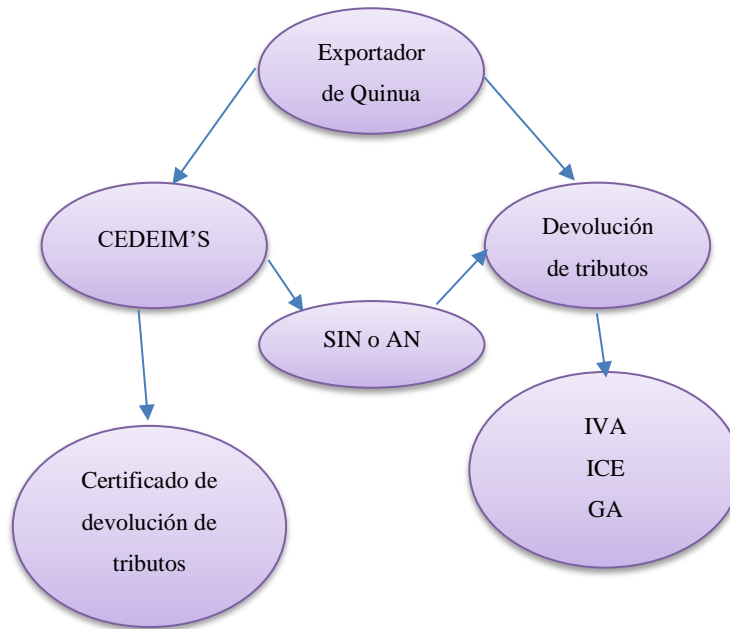 Exportador
de Quinua
CEDEIM’S
Devolución
de tributos
SIN o AN
IVA
ICE
GA
Certificado de
devolución de
tributos